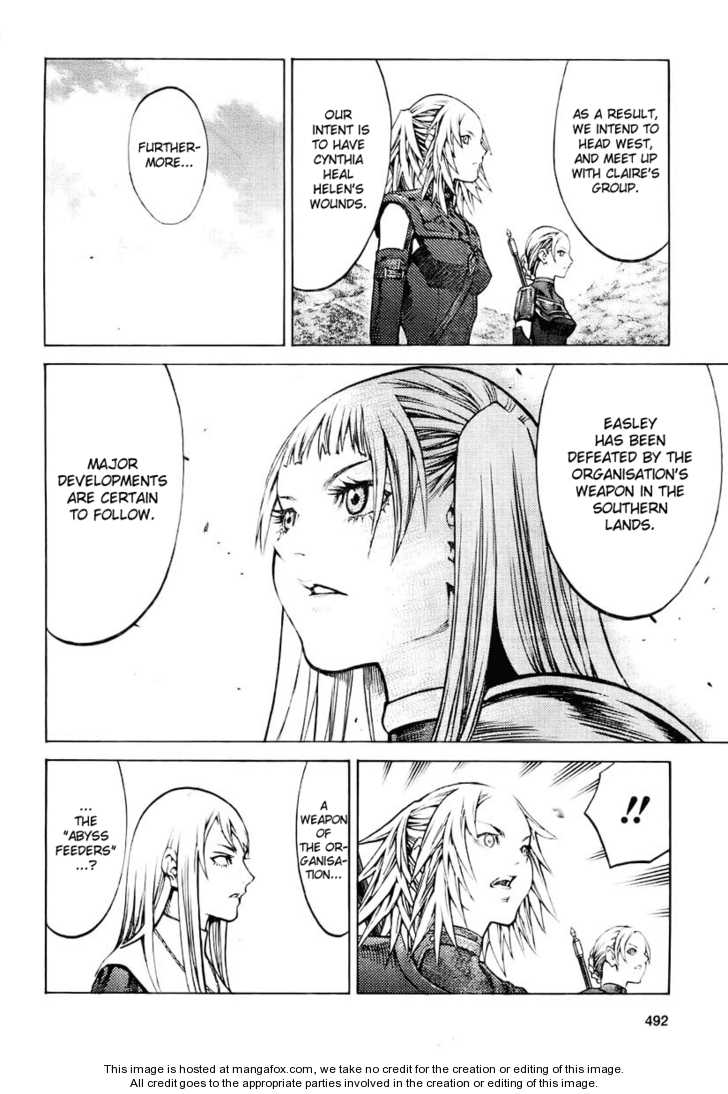 AS A RESULT,
WE INTEND TO
HEAD WEST,
AND MEET UP
WITH CLAIRE'S
GROUP.
OUR
INTENT IS
TO HAVE
CYNTHIA
HEAL
HELEN'S
WOUNDS.
FURTHER-
MORE...
EASLEY
HAS BEEN
DEFEATED BY THE
ORGANISATION'S
WEAPON IN THE
SOUTHERN
LANDS.
MAJOR
DEVELOPMENTS
ARE CERTAIN
TO FOLLOW.
!!
A
WEAPON
OF
THE OR-
GANISA-
TION...
...
THE
"ABYSS
FEEDERS"
...?
492
This image is hosted at mangafox.com, we take no credit for the creation or editing of this image.
All credit goes to the appropriate parties involved in the creation or editing of this image.